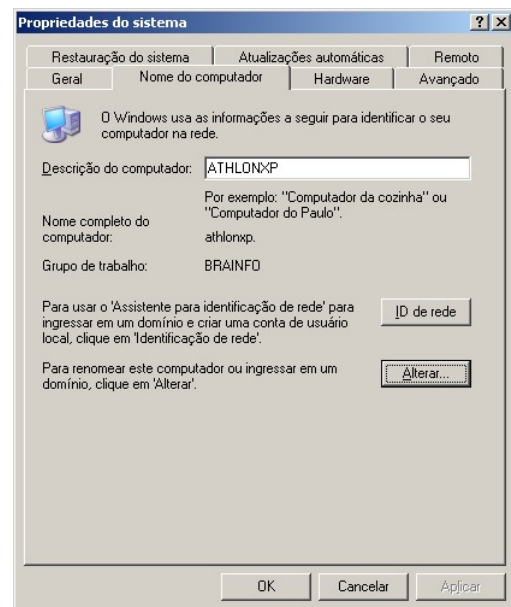 Propriedades do sistema
Restauração do sistema
Atualizações automáticas
Remoto
Geral
Nome do computador
Hardware
Avançado
O Windows usa as informações a seguir para identificar o seu
computador na rede.
Descrição do computador:
ATHLONXP
Por exemplo: "Computador da cozinha" ou
"Computador do Paulo".
Nome completo do
computador:
athlonxp.
Grupo de trabalho:
BRAINFO
Para usar o 'Assistente para identificação de rede' para
ingressar em um domínio e criar uma conta de usuário
local, clique em 'Identificação de rede'.
ID de rede
Para renomear este computador ou ingressar em um
domínio, clique em 'Alterar'.
Alterar...
OK
Cancelar
Aplicar